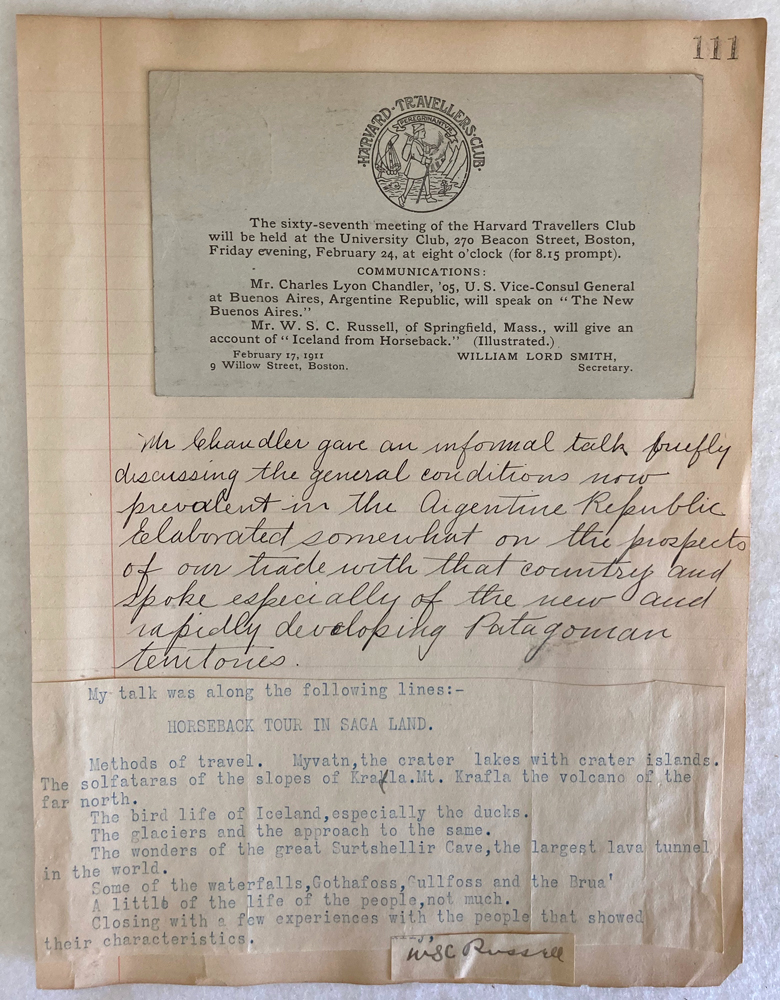 111
·HARVARD·TRAVELLERS·CLUB·
PEREGRINANTUR
The sixty-seventh meeting of the Harvard Travellers Club
will be held at the University Club, 270 Beacon Street, Boston,
Friday evening, February 24, at eight o'clock (for 8.15 prompt).
COMMUNICATIONS:
Mr. Charles Lyon Chandler, '05, U. S. Vice-Consul General
at Buenos Aires, Argentine Republic, will speak on “The New
Buenos Aires.”
Mr. W. S. C. Russell, of Springfield, Mass., will give an
account of “Iceland from Horseback.” (Illustrated.)
February 17, 1911 WILLIAM LORD SMITH,
9 Willow Street, Boston. Secretary.
Mr Chandler gave an informal talk briefly
discussing the general conditions now
prevalent in the Argentine Republic
Elaborated somewhat on the prospects
of our trade with that country and
spoke especially of the new and
rapidly developing Patagonian
territories.
My talk was along the following lines:-
HORSEBACK TOUR IN SAGA LAND.
Methods of travel. Myvatn,the crater lakes with crater islands.
The solfataras of the slopes of Krafla.Mt. Krafla the volcano of the
far north.
The bird life of Iceland,especially the ducks.
The glaciers and the approach to the same.
The wonders of the great Surtshellir Cave,the largest lava tunnel
in the world.
Some of the waterfalls,Gothafoss,Gullfoss and the Brua'
A little of the life of the people,not much.
Closing with a few experiences with the people that showed
their characteristics.
WSC Russell